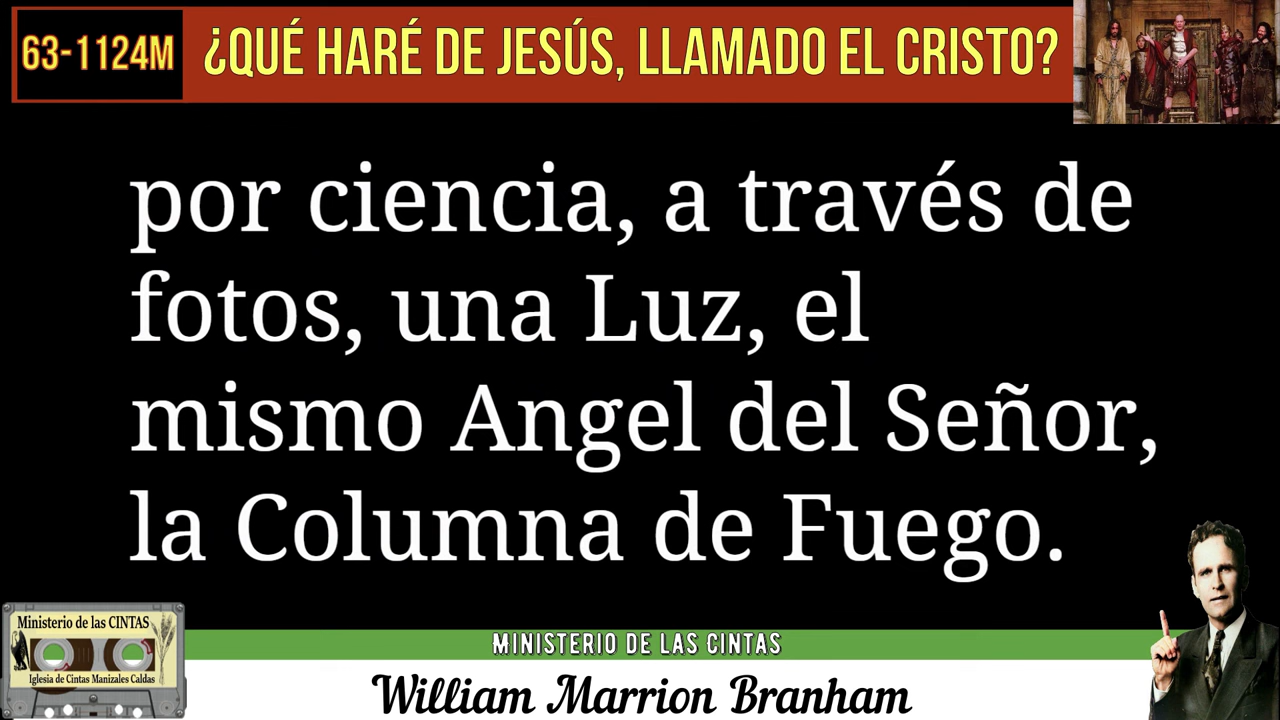 63-1124M
¿QUÉ HARÉ DE JESÚS, LLAMADO EL CRISTO?
por ciencia, a través de
fotos, una Luz, el
mismo Angel del Señor,
la Columna de Fuego.
Ministerio de las CINTAS
Iglesia de Cintas Manizales Caldas
MINISTERIO DE LAS CINTAS
William Marrion Branham